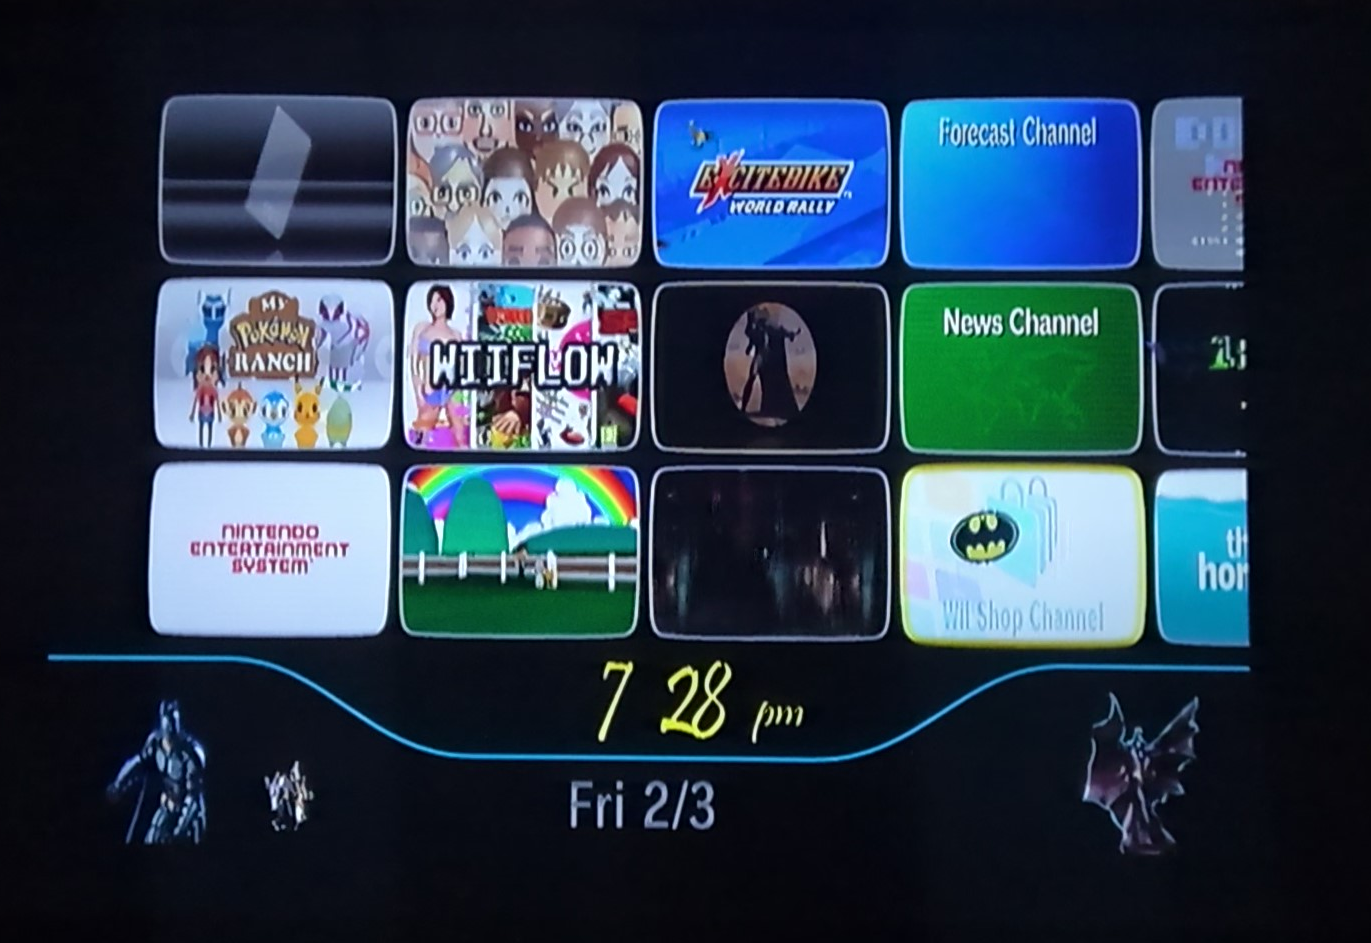 EXCITEBIKE
WORLD RALLY
Forecast Channel
MY
Pokémon
RANCH
WIIFLOW
News Channel
NINTENDO
ENTERTAINMENT
SYSTEM
Wii Shop Channel
7 28 pm
Fri 2/3